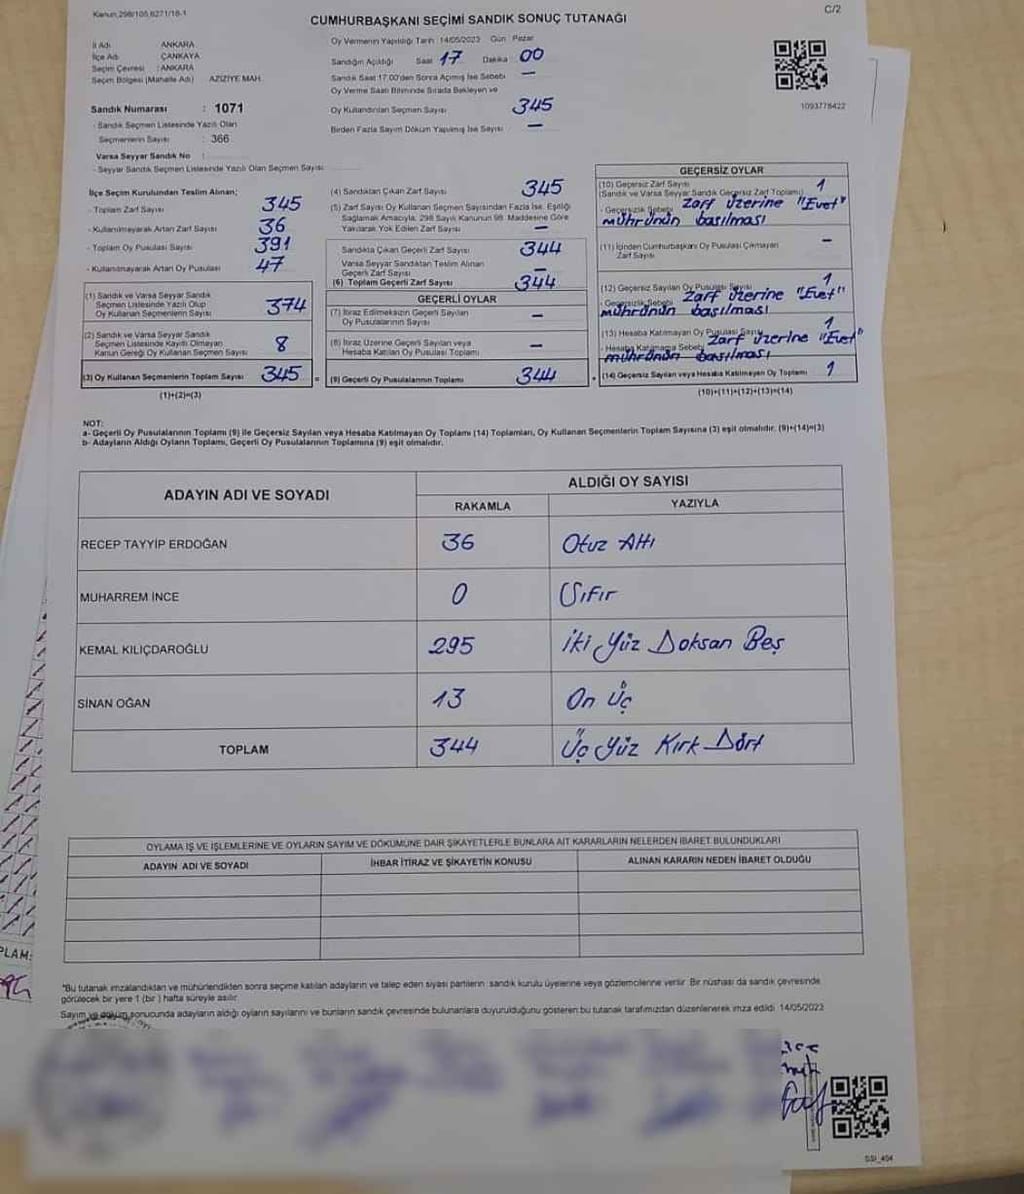 Kanun,298/105,6271/18-1
C/2
CUMHURBAŞKANI SEÇİMİ SANDIK SONUÇ TUTANAĞI
İl Adı ANKARA
İlçe Adı ÇANKAYA
Seçim Çevresi : ANKARA
Seçim Bölgesi (Mahalle Adı) AZİZİYE MAH.
Sandık Numarası : 1071
- Sandık Seçmen Listesinde Yazılı Olan
Seçmenlerin Sayısı : 366
Varsa Seyyar Sandık No :
- Seyyar Sandık Seçmen Listesinde Yazılı Olan Seçmen Sayısı
Oy Vermenin Yapıldığı Tarih : 14/05/2023 Gün : Pazar
Sandığın Açıldığı Saat 17 Dakika 00
Sandık Saat 17.00'den Sonra Açımış İse Sebebi —
Oy Verme Saati Bitiminde Sırada Bekleyen ve
Oy Kullandırılan Seçmen Sayısı 345
Birden Fazla Sayım Döküm Yapılmış İse Sayısı —
1093778422
İlçe Seçim Kurulundan Teslim Alınan;
- Toplam Zarf Sayısı 345
- Kullanılmayarak Artan Zarf Sayısı 36
- Toplam Oy Pusulası Sayısı 391
- Kullanılmayarak Artan Oy Pusulası 47
(1) Sandık ve Varsa Seyyar Sandık
Seçmen Listesinde Yazılı Olup
Oy Kullanan Seçmenlerin Sayısı 374
(2) Sandık ve Varsa Seyyar Sandık
Seçmen Listesinde Kayıtlı Olmayan
Kanun Gereği Oy Kullanan Seçmen Sayısı 8
(3) Oy Kullanan Seçmenlerin Toplam Sayısı 345 =
(1)+(2)=(3)
(4) Sandıktan Çıkan Zarf Sayısı 345
(5) Zarf Sayısı Oy Kullanan Seçmen Sayısından Fazla İse, Eşitliği
Sağlamak Amacıyla, 298 Sayılı Kanunun 98. Maddesine Göre
Yakılarak Yok Edilen Zarf Sayısı —
Sandıkta Çıkan Geçerli Zarf Sayısı 344
Varsa Seyyar Sandıktan Teslim Alınan
Geçerli Zarf Sayısı —
(6) Toplam Geçerli Zarf Sayısı 344
GEÇERLİ OYLAR
(7) İtiraz Edilmeksizin Geçerli Sayılan
Oy Pusulalarının Sayısı —
(8) İtiraz Üzerine Geçerli Sayılan veya
Hesaba Katılan Oy Pusulası Toplamı —
(9) Geçerli Oy Pusulalarının Toplamı 344 +
GEÇERSİZ OYLAR
(10) Geçersiz Zarf Sayısı 1
(Sandık ve Varsa Seyyar Sandık Geçersiz Zarf Toplamı)
- Geçersizlik Sebebi Zarf üzerine "Evet"
mührünün basılması
(11) İçinden Cumhurbaşkanı Oy Pusulası Çıkmayan
Zarf Sayısı —
(12) Geçersiz Sayılan Oy Pusulası Sayısı 1
- Geçersizlik Sebebi Zarf üzerine "Evet"
mührünün basılması
(13) Hesaba Katılmayan Oy Pusulası Sayısı 1
- Hesaba Katılmama Sebebi Zarf üzerine "Evet"
mührünün basılması
(14) Geçersiz Sayılan veya Hesaba Katılmayan Oy Toplamı 1
(10)+(11)+(12)+(13)=(14)
NOT:
a- Geçerli Oy Pusulalarının Toplamı (9) ile Geçersiz Sayılan veya Hesaba Katılmayan Oy Toplamı (14) Toplamları, Oy Kullanan Seçmenlerin Toplam Sayısına (3) eşit olmalıdır. (9)+(14)=(3)
b- Adayların Aldığı Oyların Toplamı, Geçerli Oy Pusulalarının Toplamına (9) eşit olmalıdır.
ADAYIN ADI VE SOYADI
ALDIĞI OY SAYISI
RAKAMLA YAZIYLA
RECEP TAYYİP ERDOĞAN 36 Otuz Altı
MUHARREM İNCE 0 Sıfır
KEMAL KILIÇDAROĞLU 295 İki Yüz Doksan Beş
SİNAN OĞAN 13 On Üç
TOPLAM 344 Üç Yüz Kırk Dört
OYLAMA İŞ VE İŞLEMLERİNE VE OYLARIN SAYIM VE DÖKÜMÜNE DAİR ŞİKAYETLERLE BUNLARA AİT KARARLARIN NELERDEN İBARET BULUNDUKLARI
ADAYIN ADI VE SOYADI İHBAR İTİRAZ VE ŞİKAYETİN KONUSU ALINAN KARARIN NEDEN İBARET OLDUĞU
PLAM:
*Bu tutanak imzalandıktan ve mühürlendikten sonra seçime katılan adayların ve talep eden siyasi partilerin sandık kurulu üyelerine veya gözlemcilerine verilir. Bir nüshası da sandık çevresinde
görülecek bir yere 1 (bir) hafta süreyle asılır.
Sayım ve döküm sonucunda adayların aldığı oyların sayılarını ve bunların sandık çevresinde bulunanlara duyurulduğunu gösteren bu tutanak tarafımızdan düzenlenerek imza edildi. 14/05/2023
SSİ_404